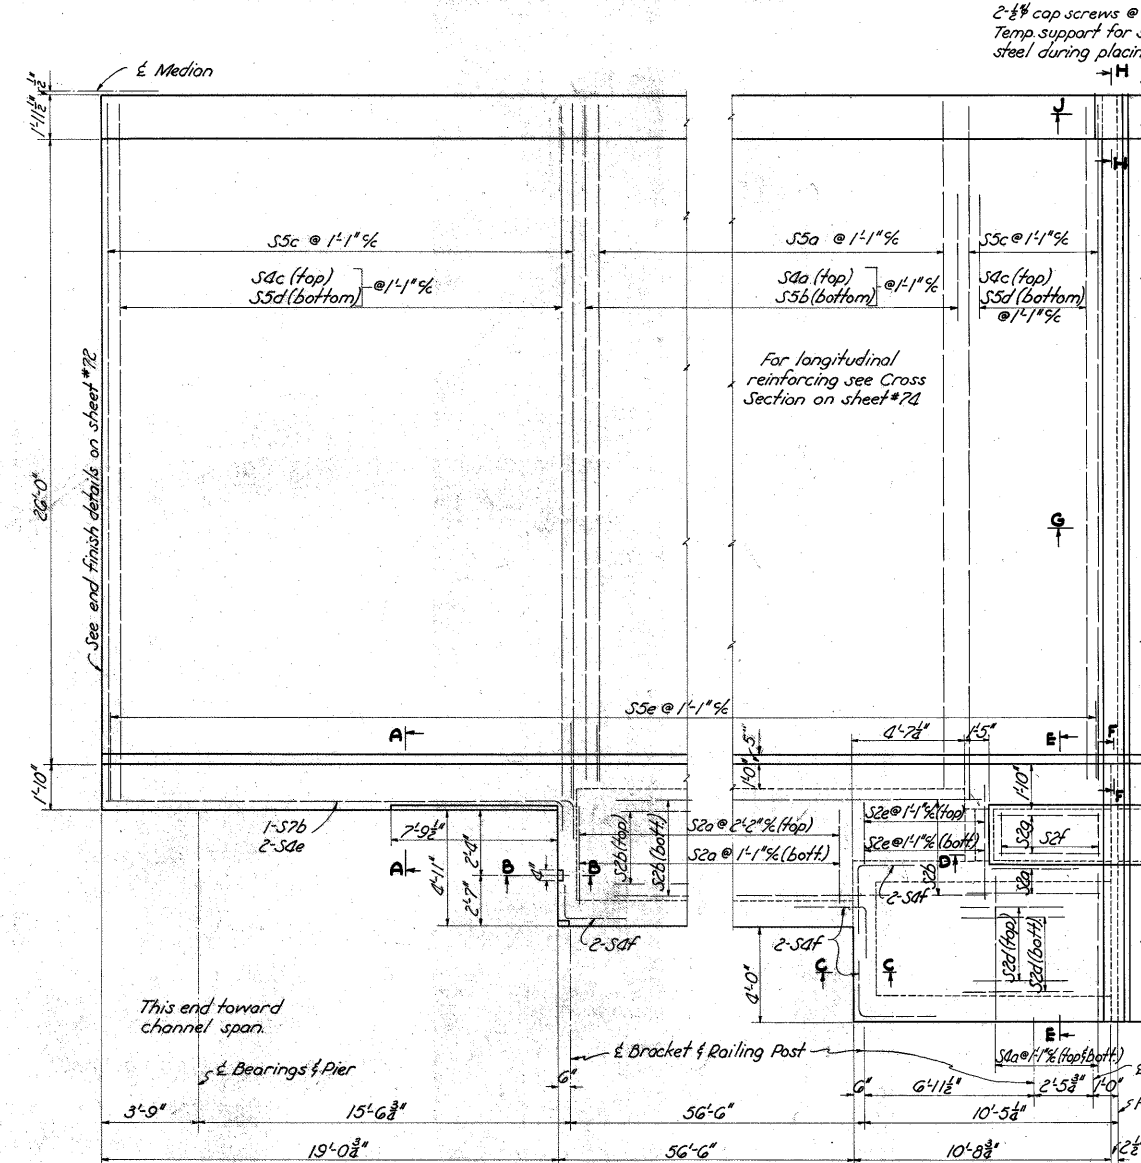 2-½"φ cap screws @
Temp. support for S
steel during placin
℄ Median
H
½"
1'-11½"
J
H
S5c @ 1'-1" c/c
S5a @ 1'-1" c/c
S5c @ 1'-1" c/c
S4c (top)
S5d (bottom)
@ 1'-1" c/c
S4a (top)
S5b (bottom)
@ 1'-1" c/c
S4c (top)
S5d (bottom)
@ 1'-1" c/c
For longitudinal
reinforcing see Cross
Section on sheet #74
See end finish details on sheet #72
26'-0"
G
S5e @ 1'-1" c/c
A
4'-7¼"
1'-5"
E
F
5"
1'-0"
1'-10"
1'-10"
F
1-S7b
2-S4e
7'-9½"
2'-4"
4'-11"
2'-7"
4"
A
B
B
S2b (top)
S2b (bott.)
S2a @ 2'-2" c/c (top)
S2a @ 1'-1" c/c (bott.)
S2e @ 1'-1" c/c (top)
S2e @ 1'-1" c/c (bott.)
D
S2g
S2f
S2b
S2a
2-S4f
2-S4f
2-S4f
S2d (top)
S2d (bott.)
C
C
4'-0"
This end toward
channel span.
E
℄ Bracket & Railing Post
S4a @ 1'-1" c/c (top & bott.)
℄ Bearings & Pier
6"
6"
6'-11½"
2'-5¾"
1'-0"
3'-9"
15'-6¾"
56'-6"
10'-5¼"
19'-0¾"
56'-6"
10'-8¾"
2½